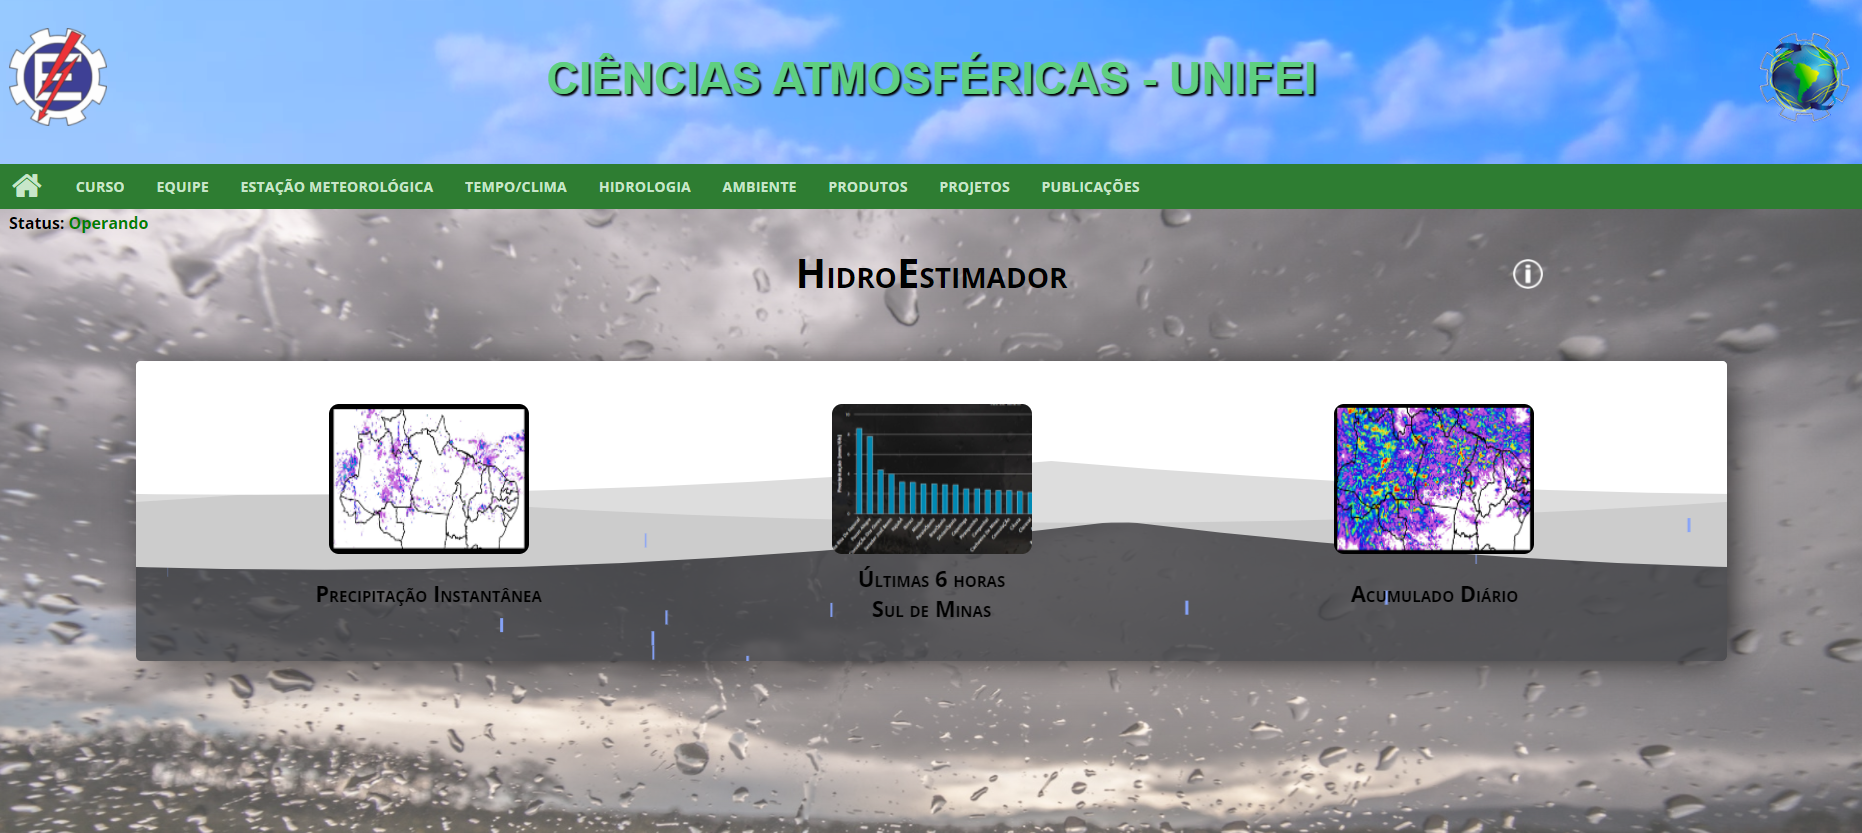 CIÊNCIAS ATMOSFÉRICAS - UNIFEI
CURSO EQUIPE ESTAÇÃO METEOROLÓGICA TEMPO/CLIMA HIDROLOGIA AMBIENTE PRODUTOS PROJETOS PUBLICAÇÕES
Status: Operando
HidroEstimador
Precipitação Instantânea
Últimas 6 horas
Sul de Minas
Acumulado Diário